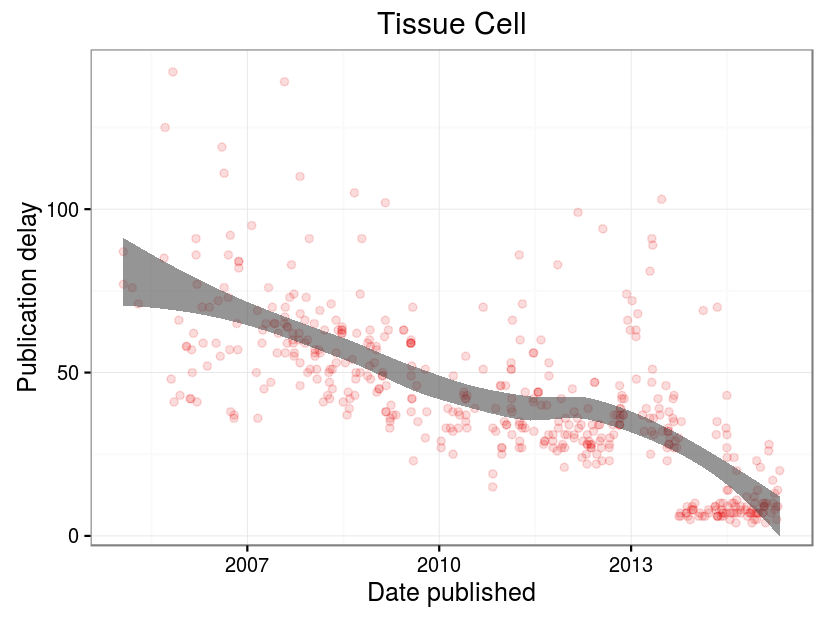 Tissue Cell
Publication delay
100
50
0
2007 2010 2013
Date published